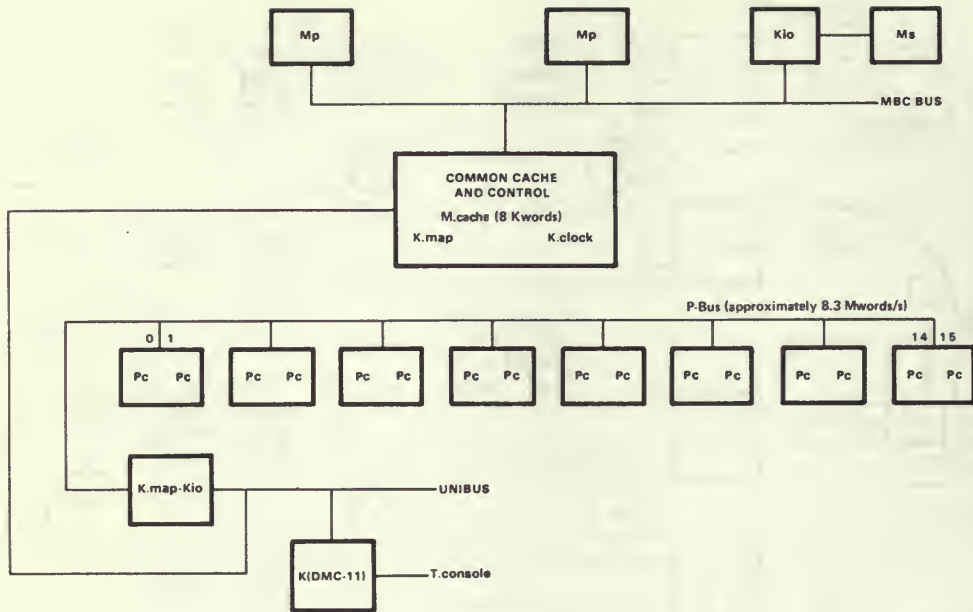 Mp
Mp
Kio
Ms
MBC BUS
COMMON CACHE
AND CONTROL
M.cache (8 Kwords)
K.map K.clock
P-Bus (approximately 8.3 Mwords/s)
0 1
14 15
Pc Pc
Pc Pc
Pc Pc
Pc Pc
Pc Pc
Pc Pc
Pc Pc
Pc Pc
K.map-Kio
UNIBUS
K(DMC-11)
T.console